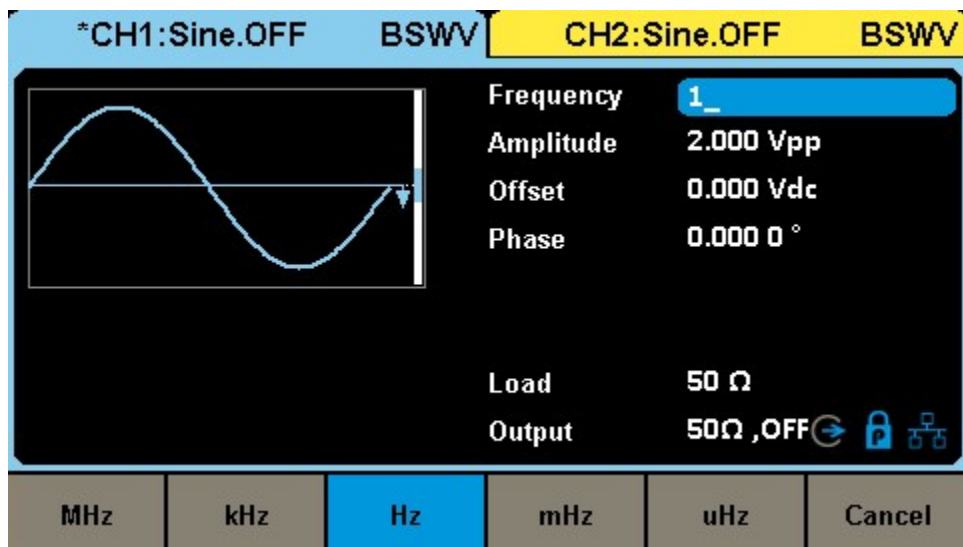 *CH1:Sine.OFF BSWV CH2:Sine.OFF BSWV
Frequency 1_
Amplitude 2.000 Vpp
Offset 0.000 Vdc
Phase 0.000 0 °
Load 50 Ω
Output 50Ω ,OFF P
MHz kHz Hz mHz uHz Cancel